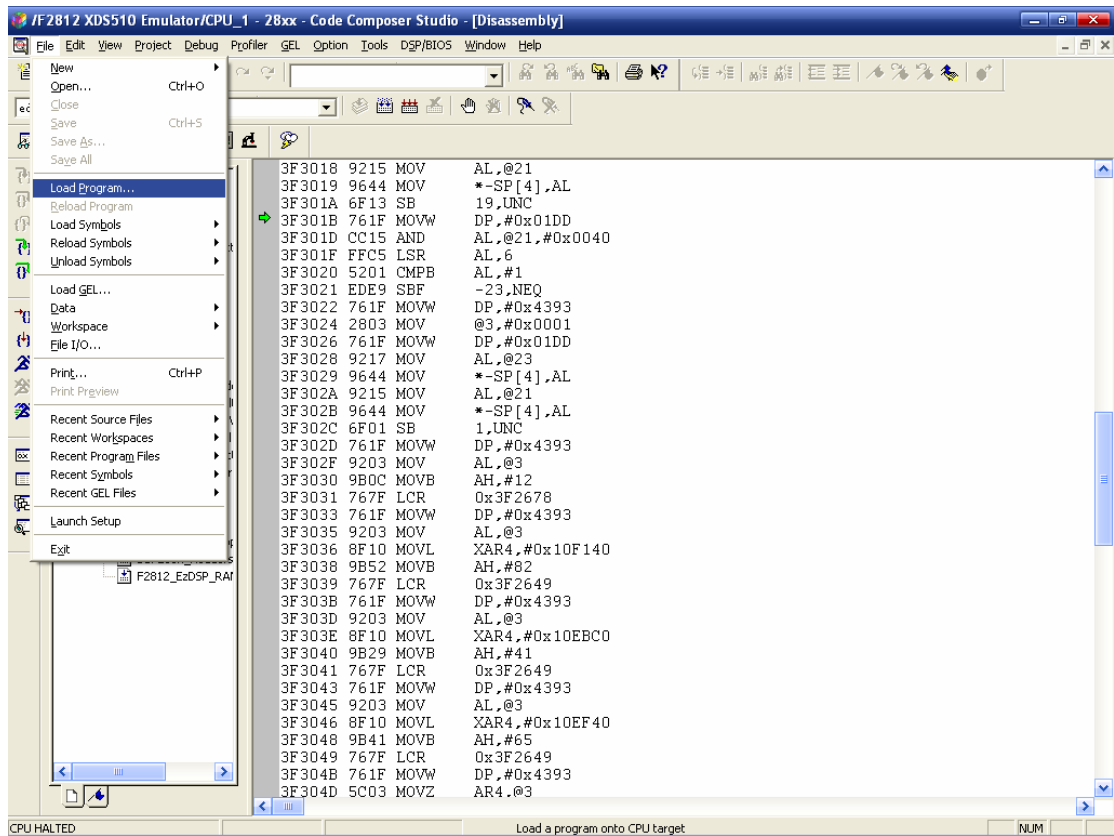 /F2812 XDS510 Emulator/CPU_1 - 28xx - Code Composer Studio - [Disassembly]
File Edit View Project Debug Profiler GEL Option Tools DSP/BIOS Window Help
New
Open... Ctrl+O
Close
Save Ctrl+S
Save As...
Save All
Load Program...
Reload Program
Load Symbols
Reload Symbols
Unload Symbols
Load GEL...
Data
Workspace
File I/O...
Print... Ctrl+P
Print Preview
Recent Source Files
Recent Workspaces
Recent Program Files
Recent Symbols
Recent GEL Files
Launch Setup
Exit
F2812_EzDSP_RAM
3F3018 9215 MOV AL,@21
3F3019 9644 MOV *-SP[4],AL
3F301A 6F13 SB 19,UNC
3F301B 761F MOVW DP,#0x01DD
3F301D CC15 AND AL,@21,#0x0040
3F301F FFC5 LSR AL,6
3F3020 5201 CMPB AL,#1
3F3021 EDE9 SBF -23,NEQ
3F3022 761F MOVW DP,#0x4393
3F3024 2803 MOV @3,#0x0001
3F3026 761F MOVW DP,#0x01DD
3F3028 9217 MOV AL,@23
3F3029 9644 MOV *-SP[4],AL
3F302A 9215 MOV AL,@21
3F302B 9644 MOV *-SP[4],AL
3F302C 6F01 SB 1,UNC
3F302D 761F MOVW DP,#0x4393
3F302F 9203 MOV AL,@3
3F3030 9B0C MOVB AH,#12
3F3031 767F LCR 0x3F2678
3F3033 761F MOVW DP,#0x4393
3F3035 9203 MOV AL,@3
3F3036 8F10 MOVL XAR4,#0x10F140
3F3038 9B52 MOVB AH,#82
3F3039 767F LCR 0x3F2649
3F303B 761F MOVW DP,#0x4393
3F303D 9203 MOV AL,@3
3F303E 8F10 MOVL XAR4,#0x10EBC0
3F3040 9B29 MOVB AH,#41
3F3041 767F LCR 0x3F2649
3F3043 761F MOVW DP,#0x4393
3F3045 9203 MOV AL,@3
3F3046 8F10 MOVL XAR4,#0x10EF40
3F3048 9B41 MOVB AH,#65
3F3049 767F LCR 0x3F2649
3F304B 761F MOVW DP,#0x4393
3F304D 5C03 MOVZ AR4,@3
CPU HALTED Load a program onto CPU target NUM